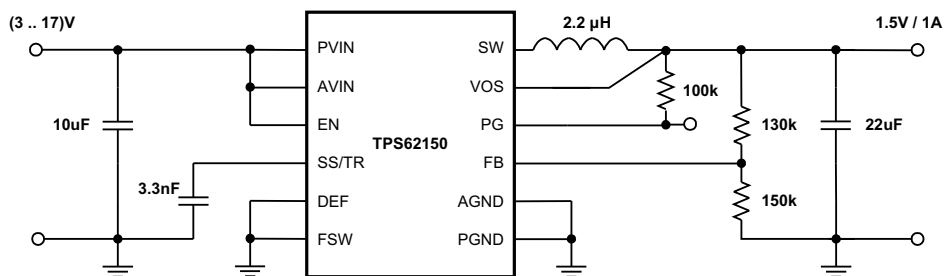 (3 .. 17)V
2.2 µH
1.5V / 1A
PVIN
SW
AVIN
VOS
100k
10uF
EN
PG
130k
22uF
TPS62150
SS/TR
FB
3.3nF
150k
DEF
AGND
FSW
PGND